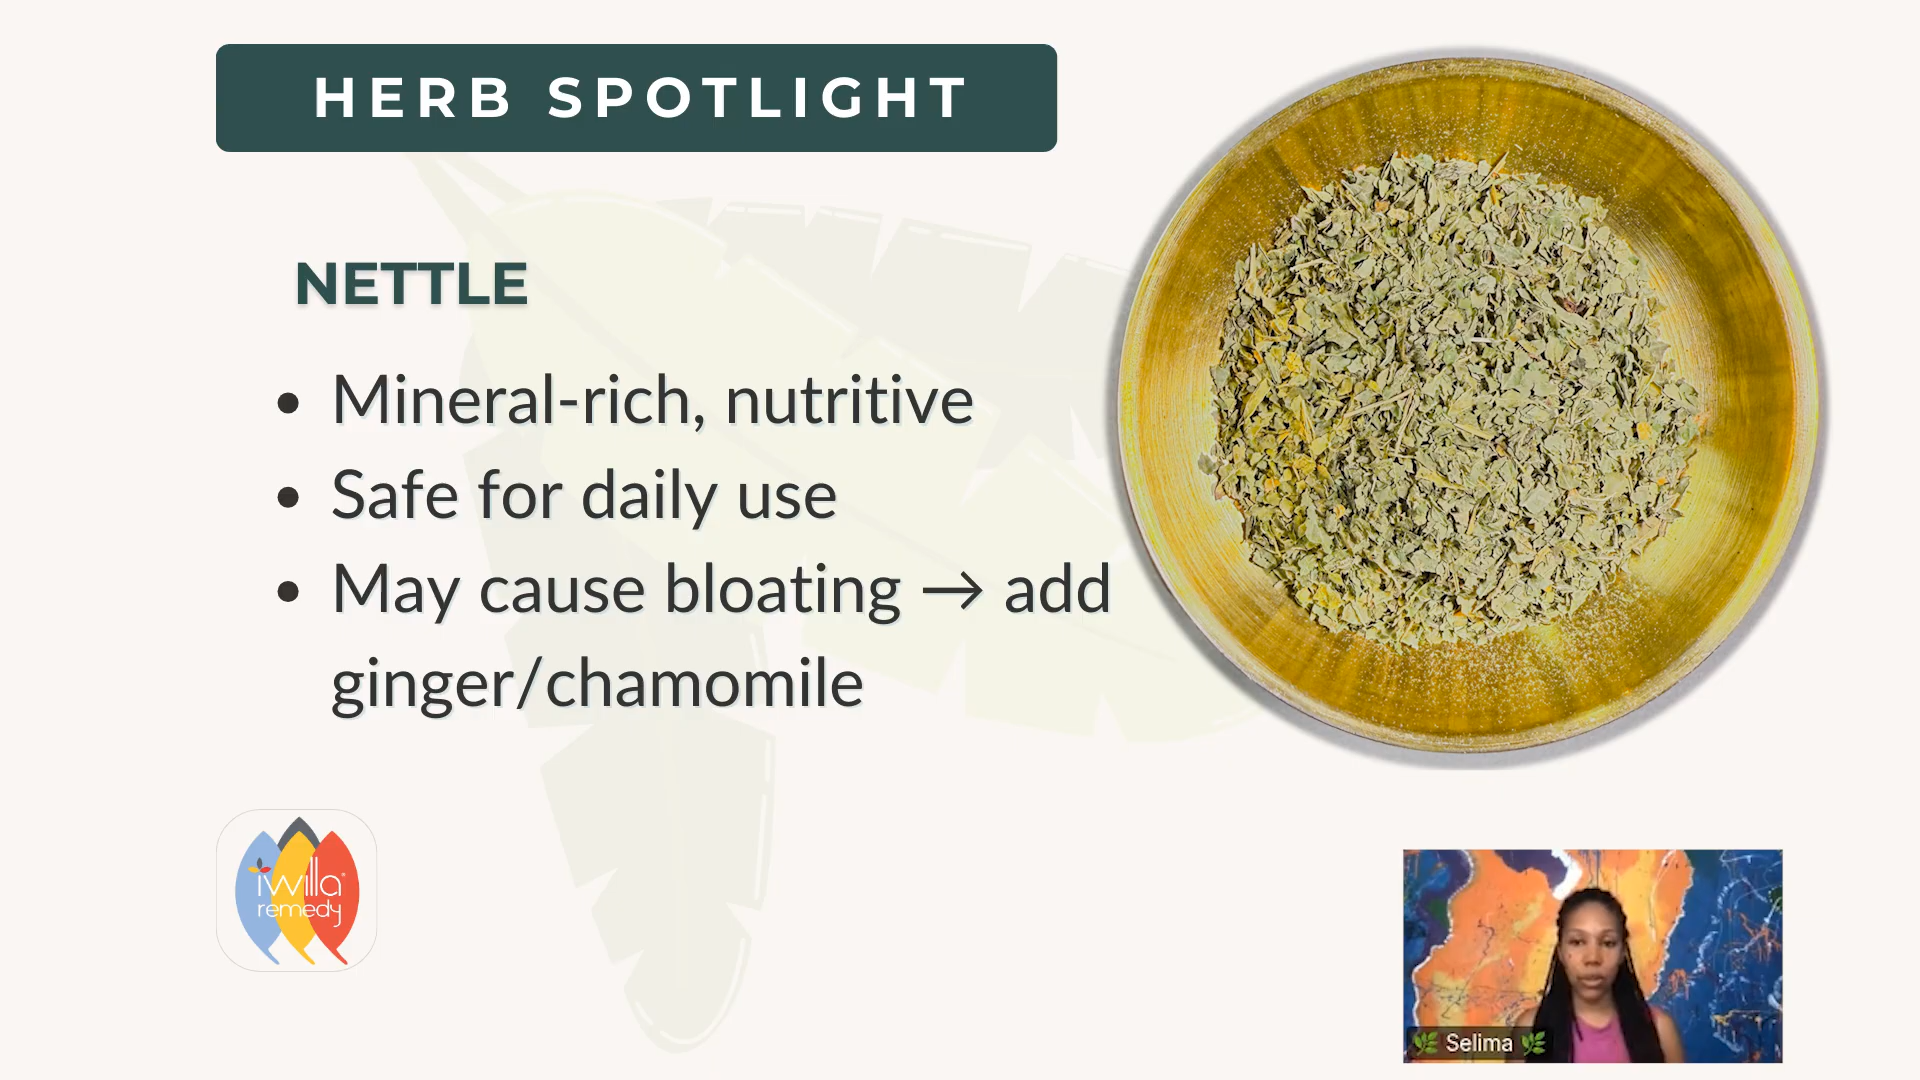 HERB SPOTLIGHT
NETTLE
• Mineral-rich, nutritive
• Safe for daily use
• May cause bloating → add
ginger/chamomile
iwilla
remedy
🌿 Selima 🌿